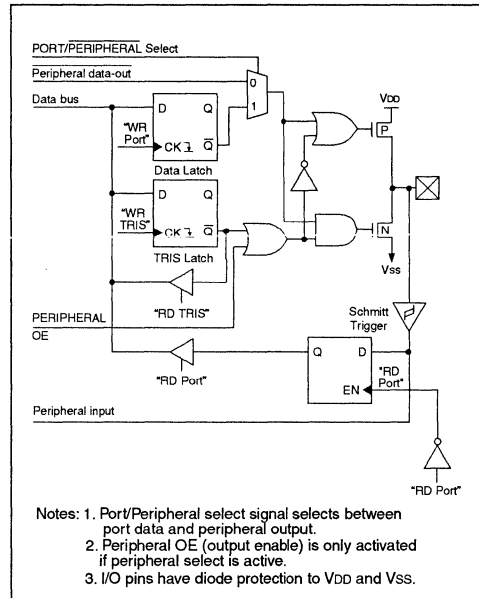 PORT/PERIPHERAL Select
Peripheral data-out
Data bus
0
1
D Q
"WR Port"
CK Q
Data Latch
D Q
"WR TRIS"
CK Q
TRIS Latch
"RD TRIS"
PERIPHERAL OE
VDD
P
N
Vss
Schmitt Trigger
Q D
"RD Port"
EN
"RD Port"
Peripheral input
"RD Port"
Notes: 1. Port/Peripheral select signal selects between
port data and peripheral output.
2. Peripheral OE (output enable) is only activated
if peripheral select is active.
3. I/O pins have diode protection to VDD and VSS.